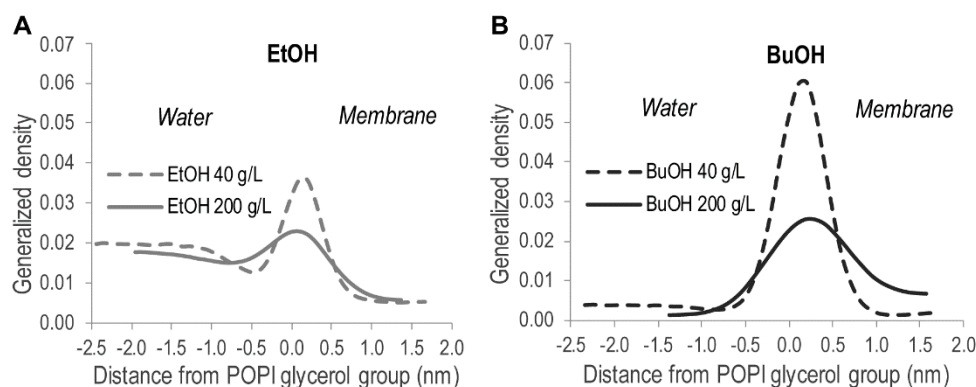 A
EtOH
Generalized density
0.07
0.06
0.05
0.04
0.03
0.02
0.01
0.00
Water
Membrane
EtOH 40 g/L
EtOH 200 g/L
-2.5 -2.0 -1.5 -1.0 -0.5 0.0 0.5 1.0 1.5 2.0
Distance from POPI glycerol group (nm)
B
BuOH
Generalized density
0.07
0.06
0.05
0.04
0.03
0.02
0.01
0.00
Water
Membrane
BuOH 40 g/L
BuOH 200 g/L
-2.5 -2.0 -1.5 -1.0 -0.5 0.0 0.5 1.0 1.5 2.0
Distance from POPI glycerol group (nm)